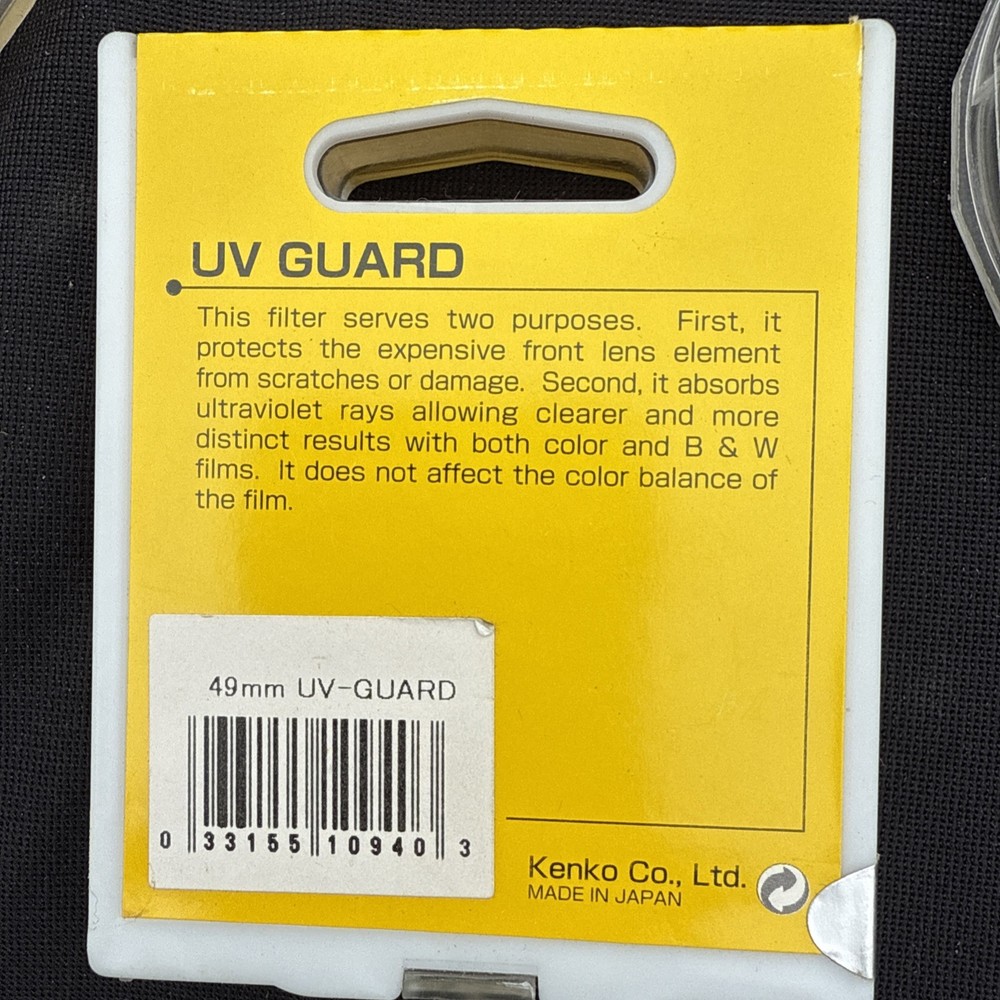 UV GUARD
This filter serves two purposes. First, it
protects the expensive front lens element
from scratches or damage. Second, it absorbs
ultraviolet rays allowing clearer and more
distinct results with both color and B & W
films. It does not affect the color balance of
the film.
49mm UV-GUARD
0 33155 10940 3
Kenko Co., Ltd.
MADE IN JAPAN